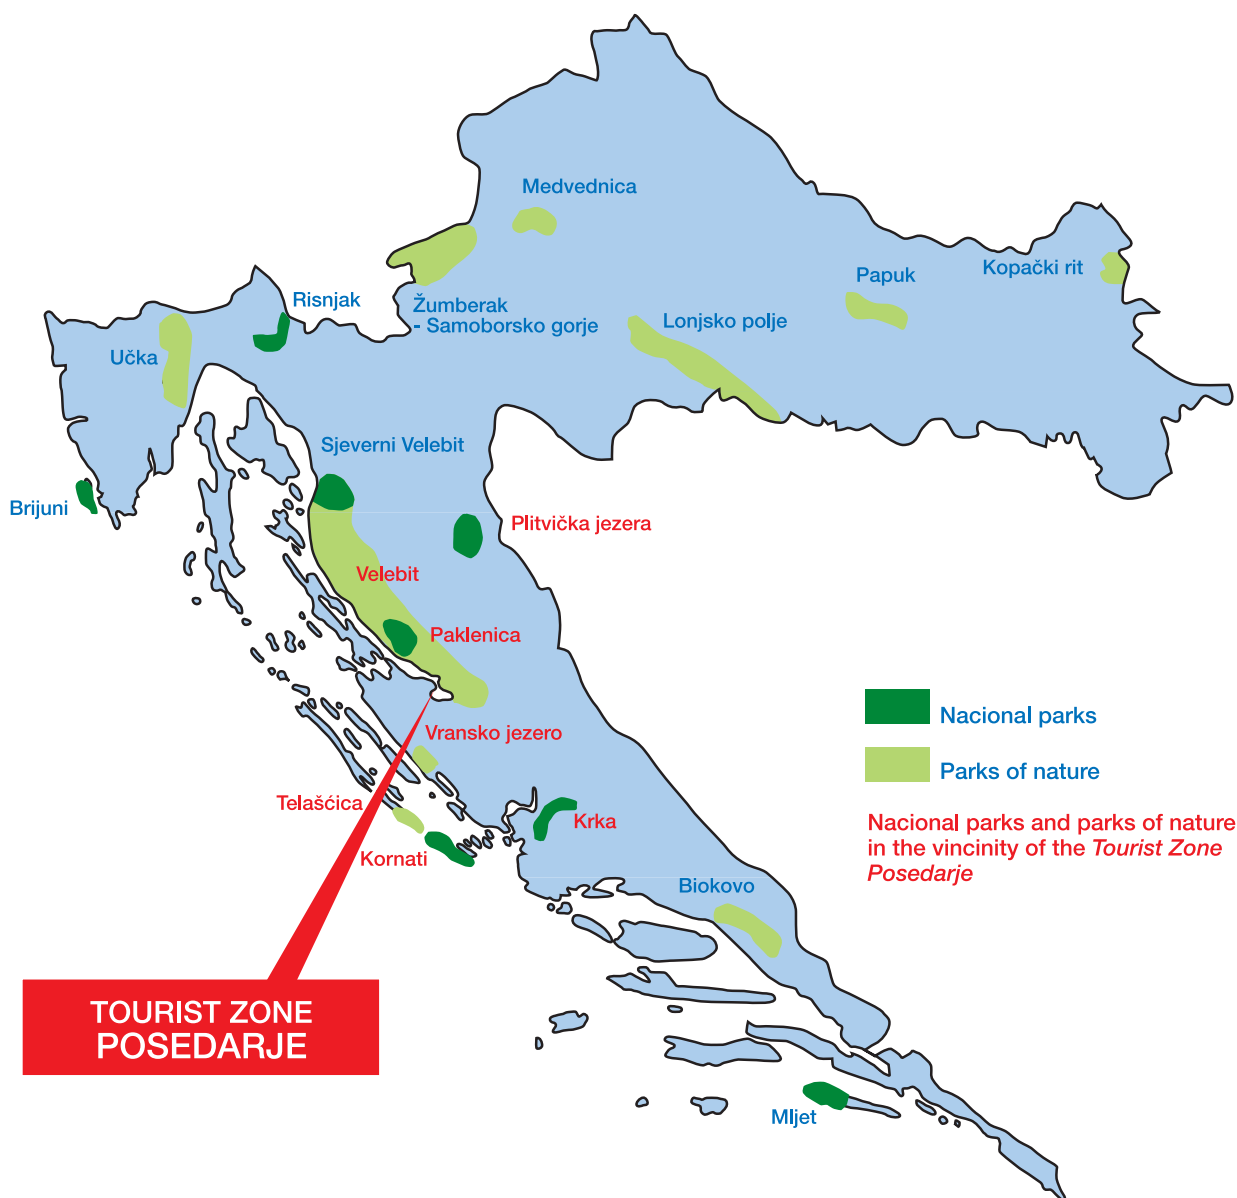 Medvednica
Kopački rit
Papuk
Risnjak
Žumberak
- Samoborsko gorje
Lonjsko polje
Učka
Sjeverni Velebit
Brijuni
Plitvička jezera
Velebit
Paklenica
Nacional parks
Vransko jezero
Parks of nature
Telašćica
Krka
Nacional parks and parks of nature
in the vincinity of the Tourist Zone
Posedarje
Kornati
Biokovo
TOURIST ZONE
POSEDARJE
Mljet